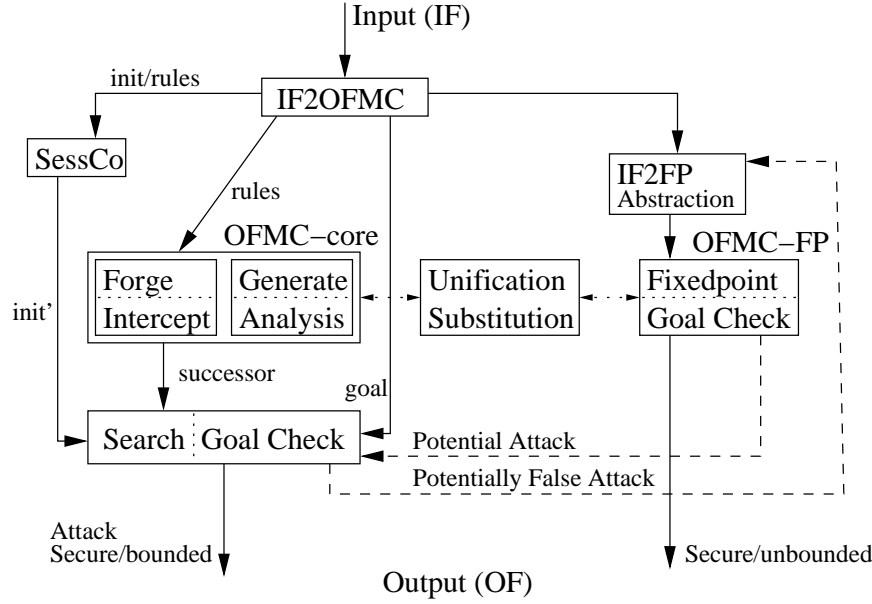 Input (IF)
init/rules
IF2OFMC
SessCo
IF2FP
Abstraction
rules
OFMC−core
OFMC−FP
Forge
Intercept
Generate
Analysis
Unification
Substitution
Fixedpoint
Goal Check
init'
successor
goal
Search
Goal Check
Potential Attack
Potentially False Attack
Attack
Secure/bounded
Secure/unbounded
Output (OF)